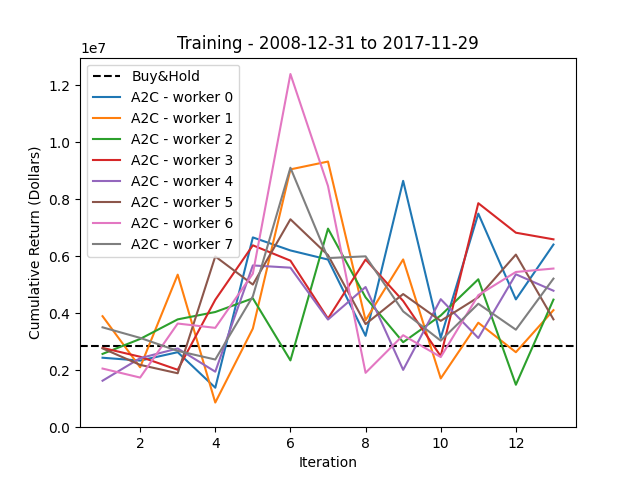 Training - 2008-12-31 to 2017-11-29
1e7
Buy&Hold
A2C - worker 0
A2C - worker 1
A2C - worker 2
A2C - worker 3
A2C - worker 4
A2C - worker 5
A2C - worker 6
A2C - worker 7
Cumulative Return (Dollars)
1.2
1.0
0.8
0.6
0.4
0.2
0.0
2 4 6 8 10 12
Iteration